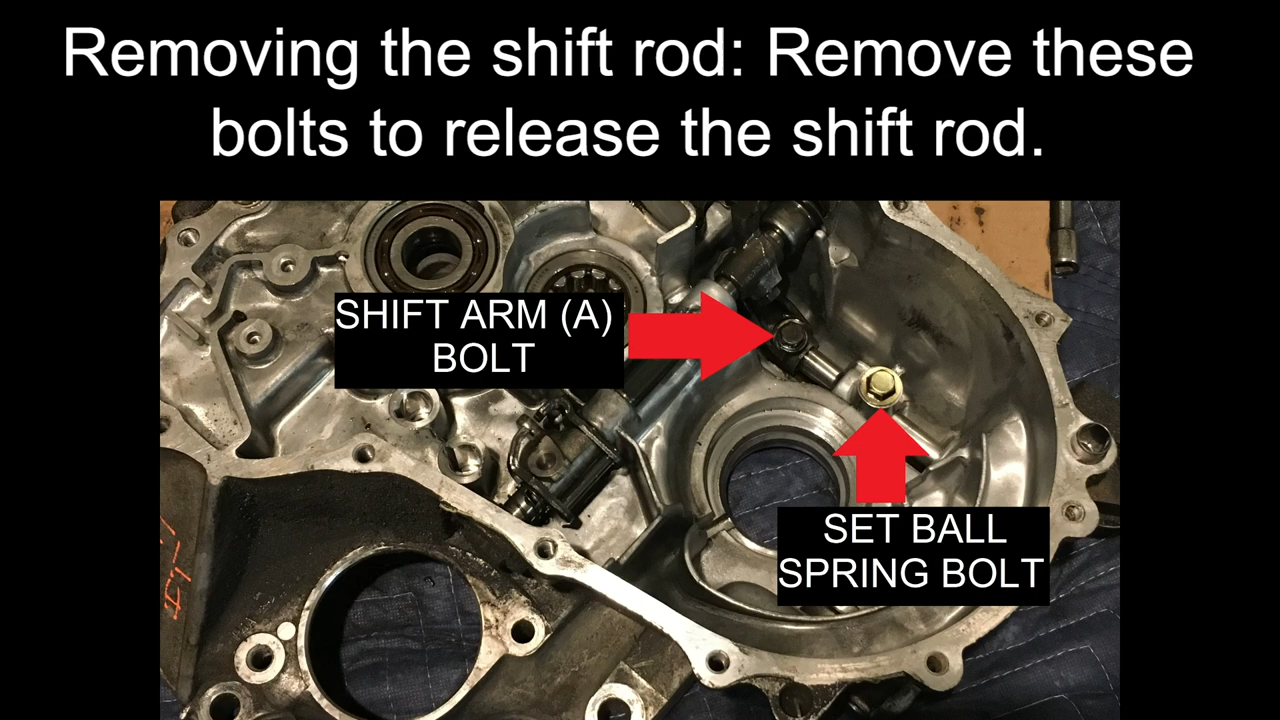 Removing the shift rod: Remove these
bolts to release the shift rod.
SHIFT ARM (A)
BOLT
SET BALL
SPRING BOLT